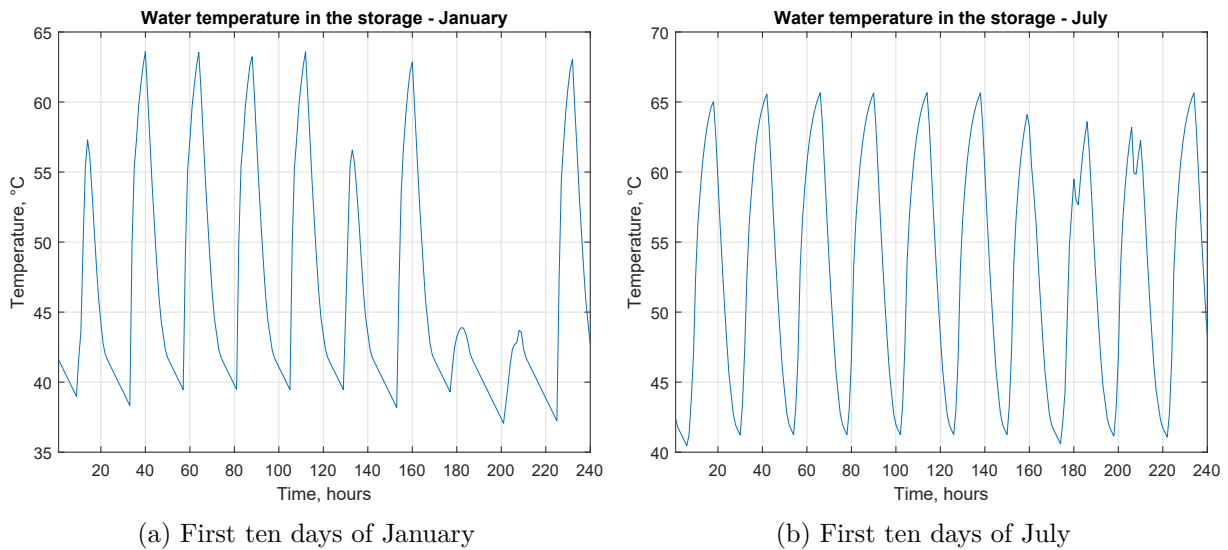 Water temperature in the storage - January
65
60
55
50
45
40
35
Temperature, °C
20 40 60 80 100 120 140 160 180 200 220 240
Time, hours
(a) First ten days of January
Water temperature in the storage - July
70
65
60
55
50
45
40
Temperature, °C
20 40 60 80 100 120 140 160 180 200 220 240
Time, hours
(b) First ten days of July